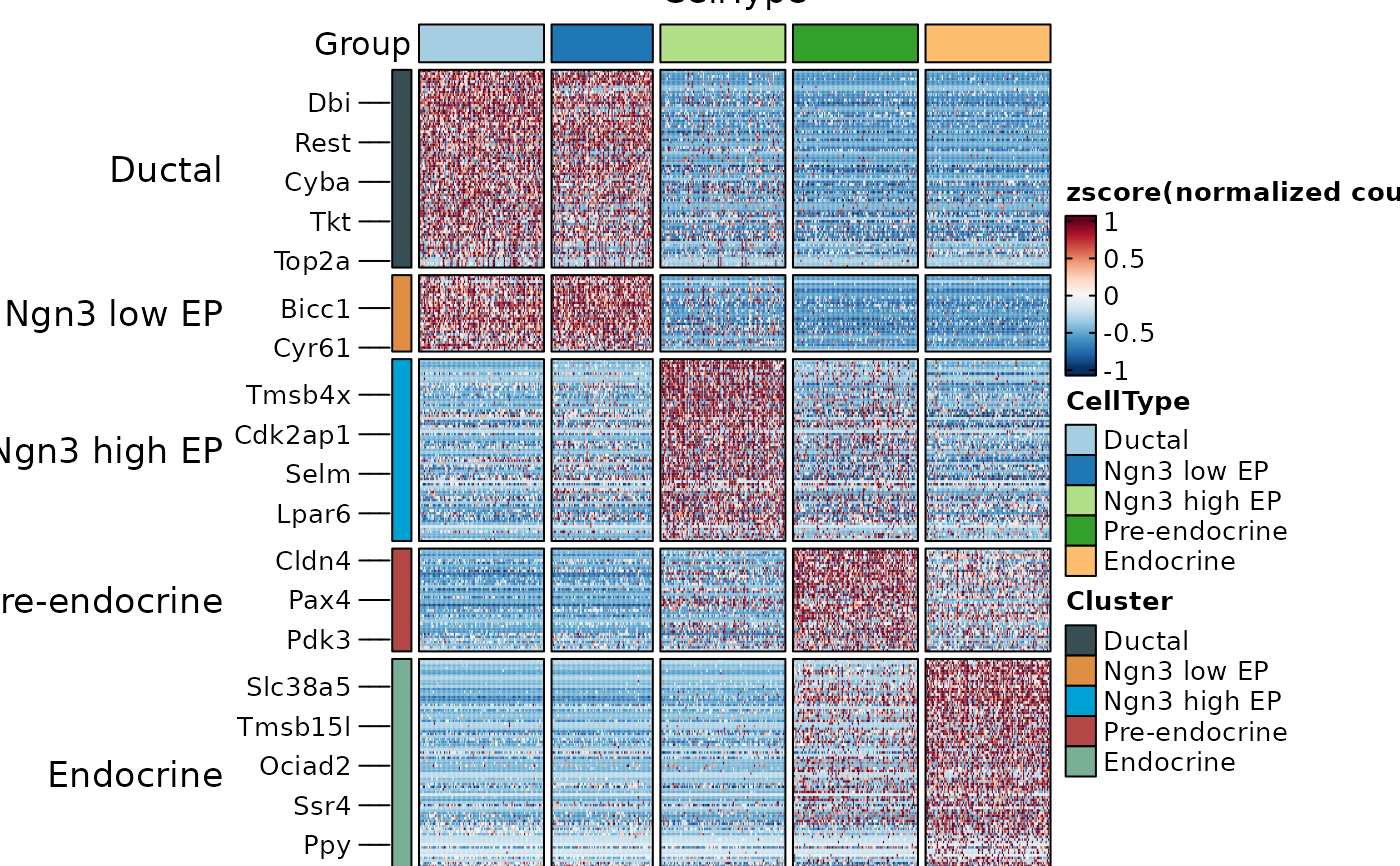 CellType
Group
Ductal
Dbi
Rest
Cyba
Tkt
Top2a
Ngn3 low EP
Bicc1
Cyr61
Ngn3 high EP
Tmsb4x
Cdk2ap1
Selm
Lpar6
re-endocrine
Cldn4
Pax4
Pdk3
Endocrine
Slc38a5
Tmsb15l
Ociad2
Ssr4
Ppy
zscore(normalized cou
1
0.5
0
-0.5
-1
CellType
Ductal
Ngn3 low EP
Ngn3 high EP
Pre-endocrine
Endocrine
Cluster
Ductal
Ngn3 low EP
Ngn3 high EP
Pre-endocrine
Endocrine